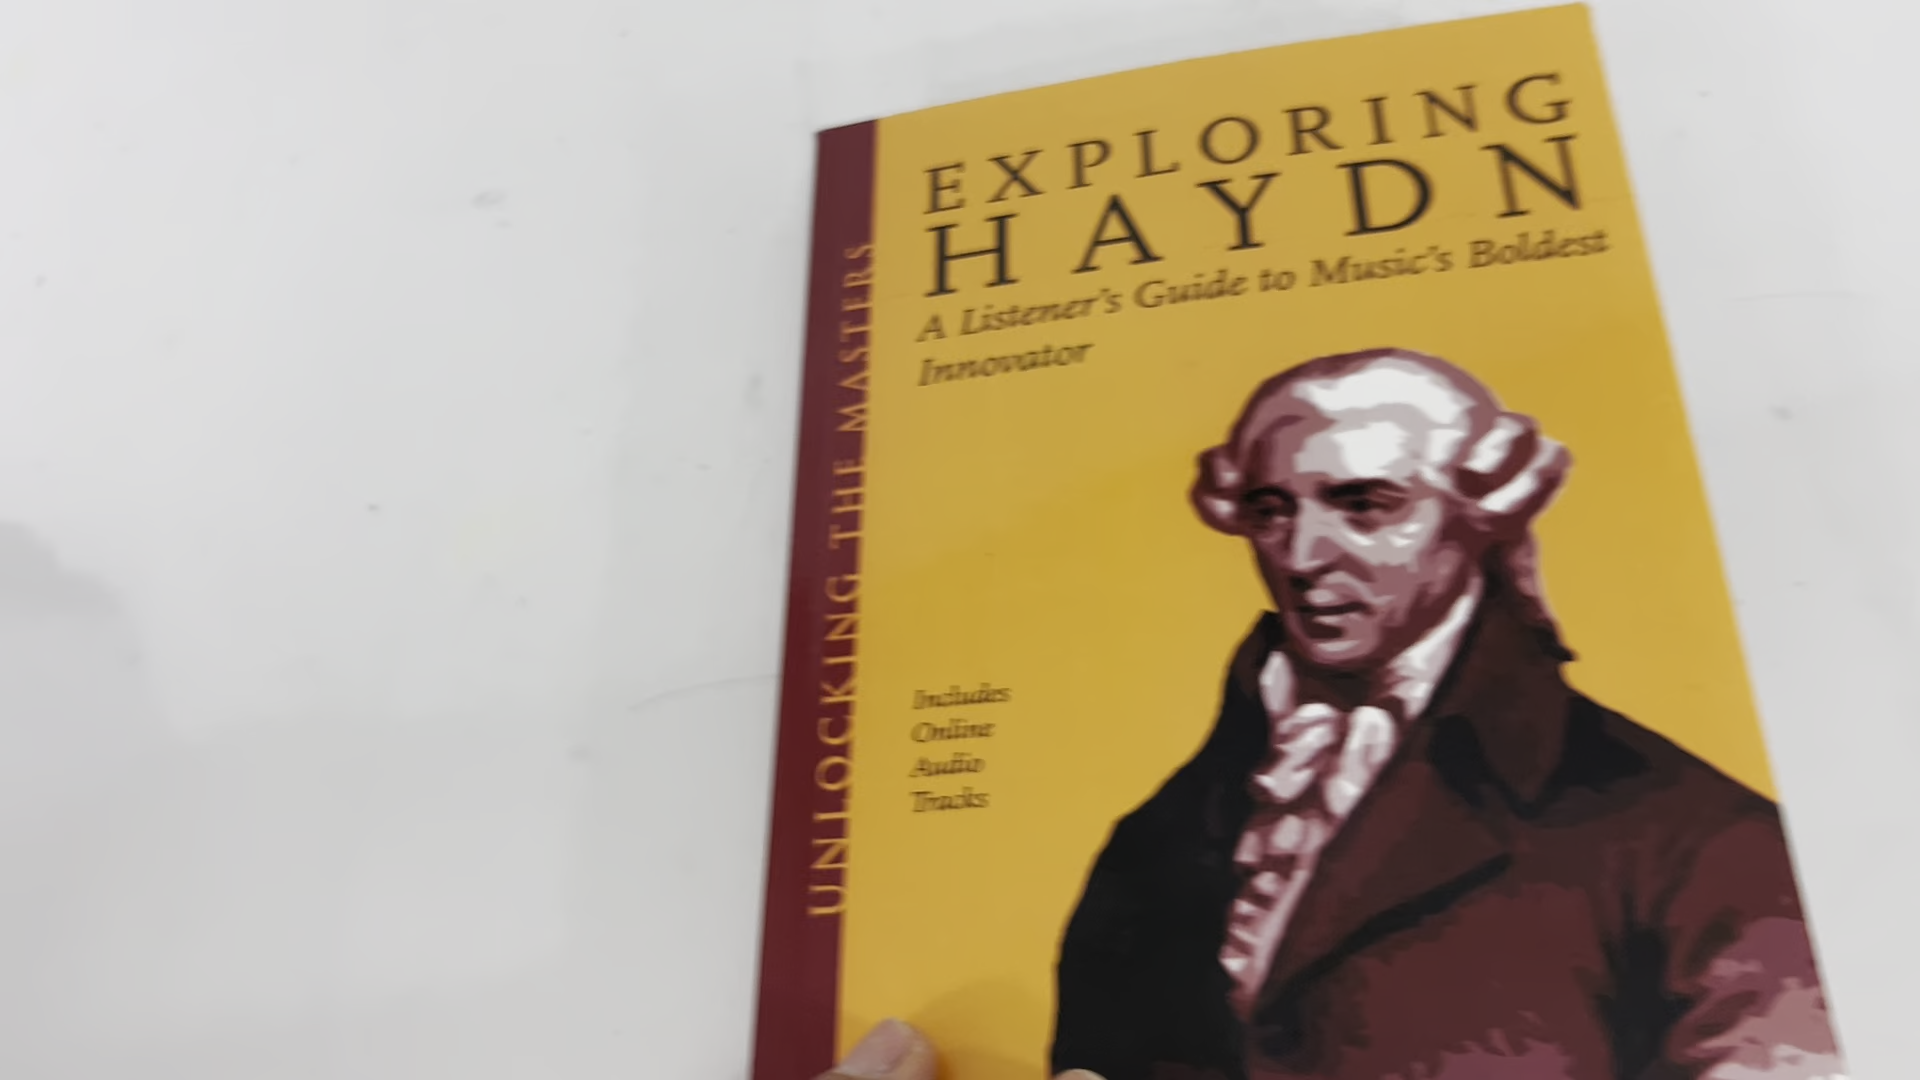 EXPLORING
HAYDN
A Listener's Guide to Music's Boldest
Innovator
Includes
Online
Audio
Tracks
UNLOCKING THE MASTERS